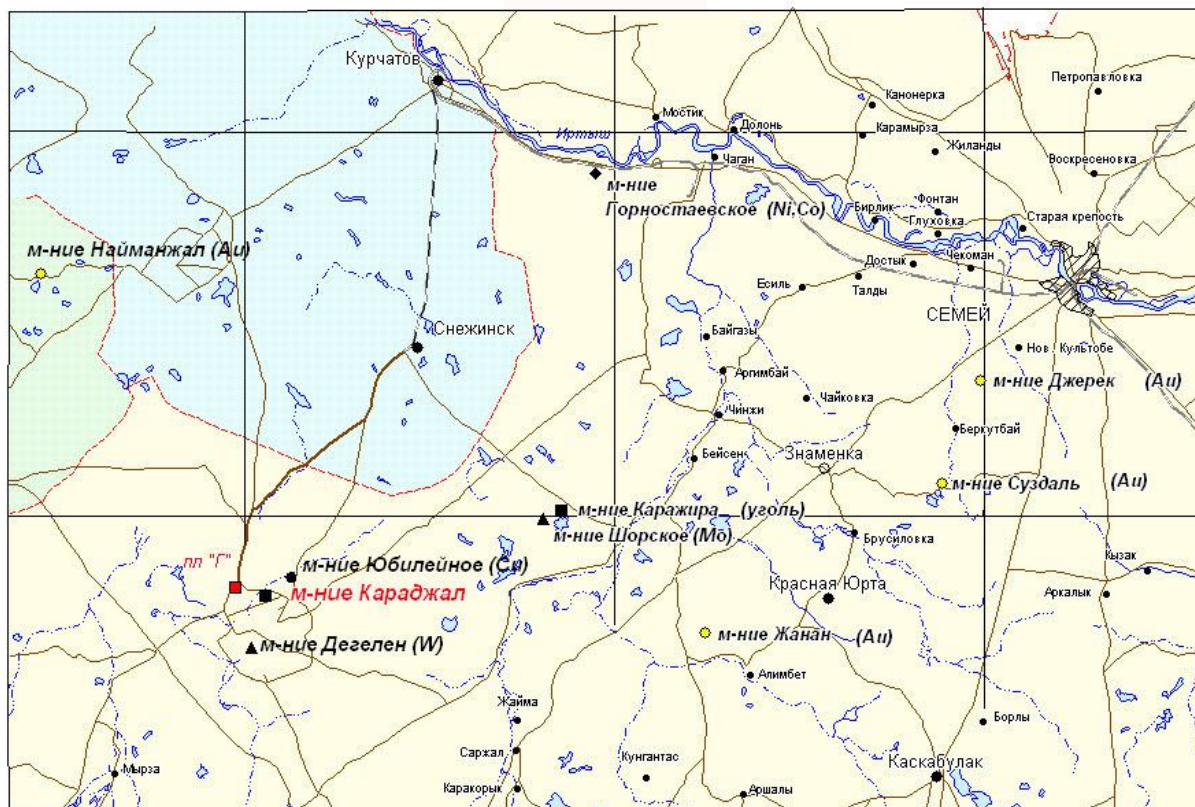 Курчатов
Петропавловка
Канонерка
Мостик
Долонь
Иртыш
Карамырза
Жиланды
Чаган
Воскресеновка
м-ние
Горностаевское (Ni,Co)
Фонтан
Бирлик
Глуховка
Старая крепость
м-ние Найманжал (Au)
Достык
Чекоман
Есиль
Талды
СЕМЕЙ
Снежинск
Байгазы
Нов. Культобе
Аргимбай
м-ние Джерек (Au)
Чайковка
Чинжи
Беркутбай
Бейсен
Знаменка
м-ние Суздаль (Au)
м-ние Каражира (уголь)
м-ние Шорское (Mo)
Брусиловка
Кызак
пл "Г"
м-ние Юбилейное (Cu)
м-ние Караджал
Красная Юрта
Аркалык
м-ние Жанан (Au)
м-ние Дегелен (W)
Алимбет
Жайма
Борлы
Саржал
Кунгантас
Каскабулак
Мырза
Каракорык
Аршалы